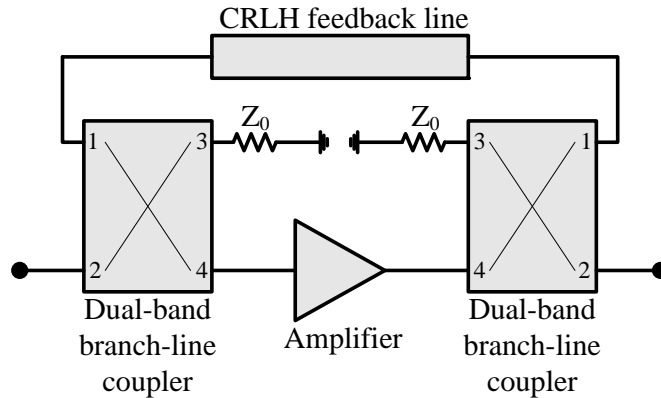 CRLH feedback line
Z₀ Z₀
1 3 3 1
2 4 4 2
Dual-band
branch-line
coupler
Amplifier
Dual-band
branch-line
coupler